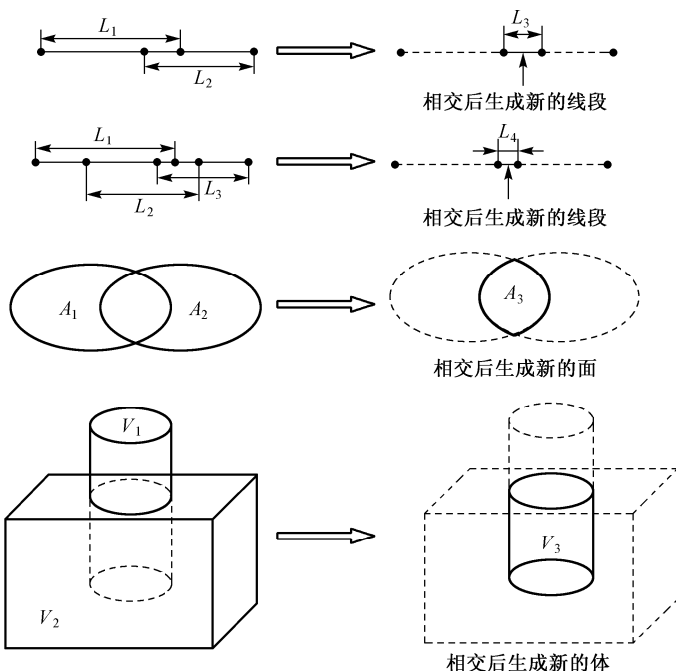 L1
L2
L3
相交后生成新的线段
L1
L2
L3
L4
相交后生成新的线段
A1
A2
A3
相交后生成新的面
V1
V2
V3
相交后生成新的体